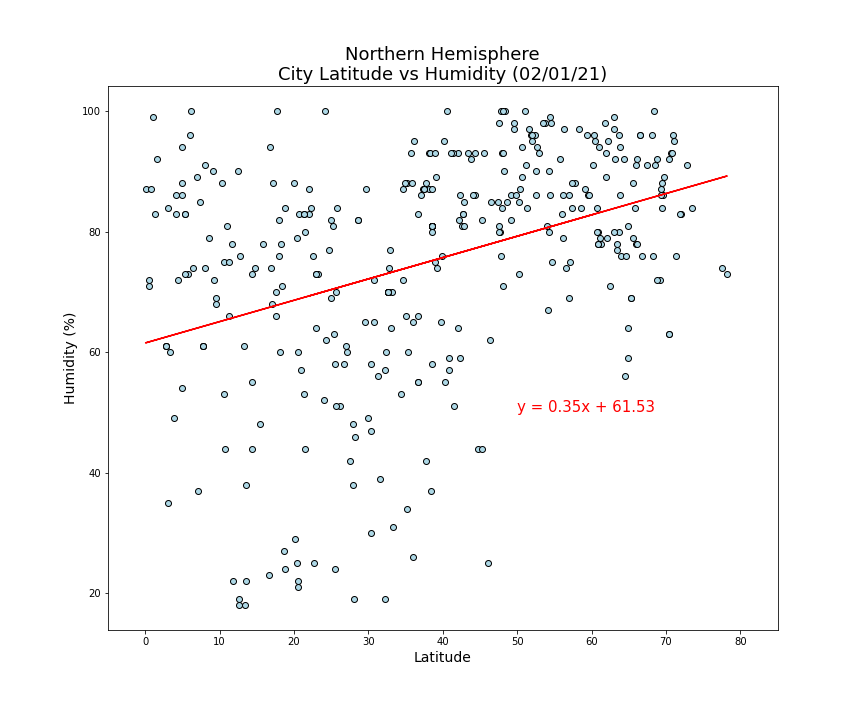 Northern Hemisphere
City Latitude vs Humidity (02/01/21)
100
80
60
40
20
Humidity (%)
y = 0.35x + 61.53
0 10 20 30 40 50 60 70 80
Latitude